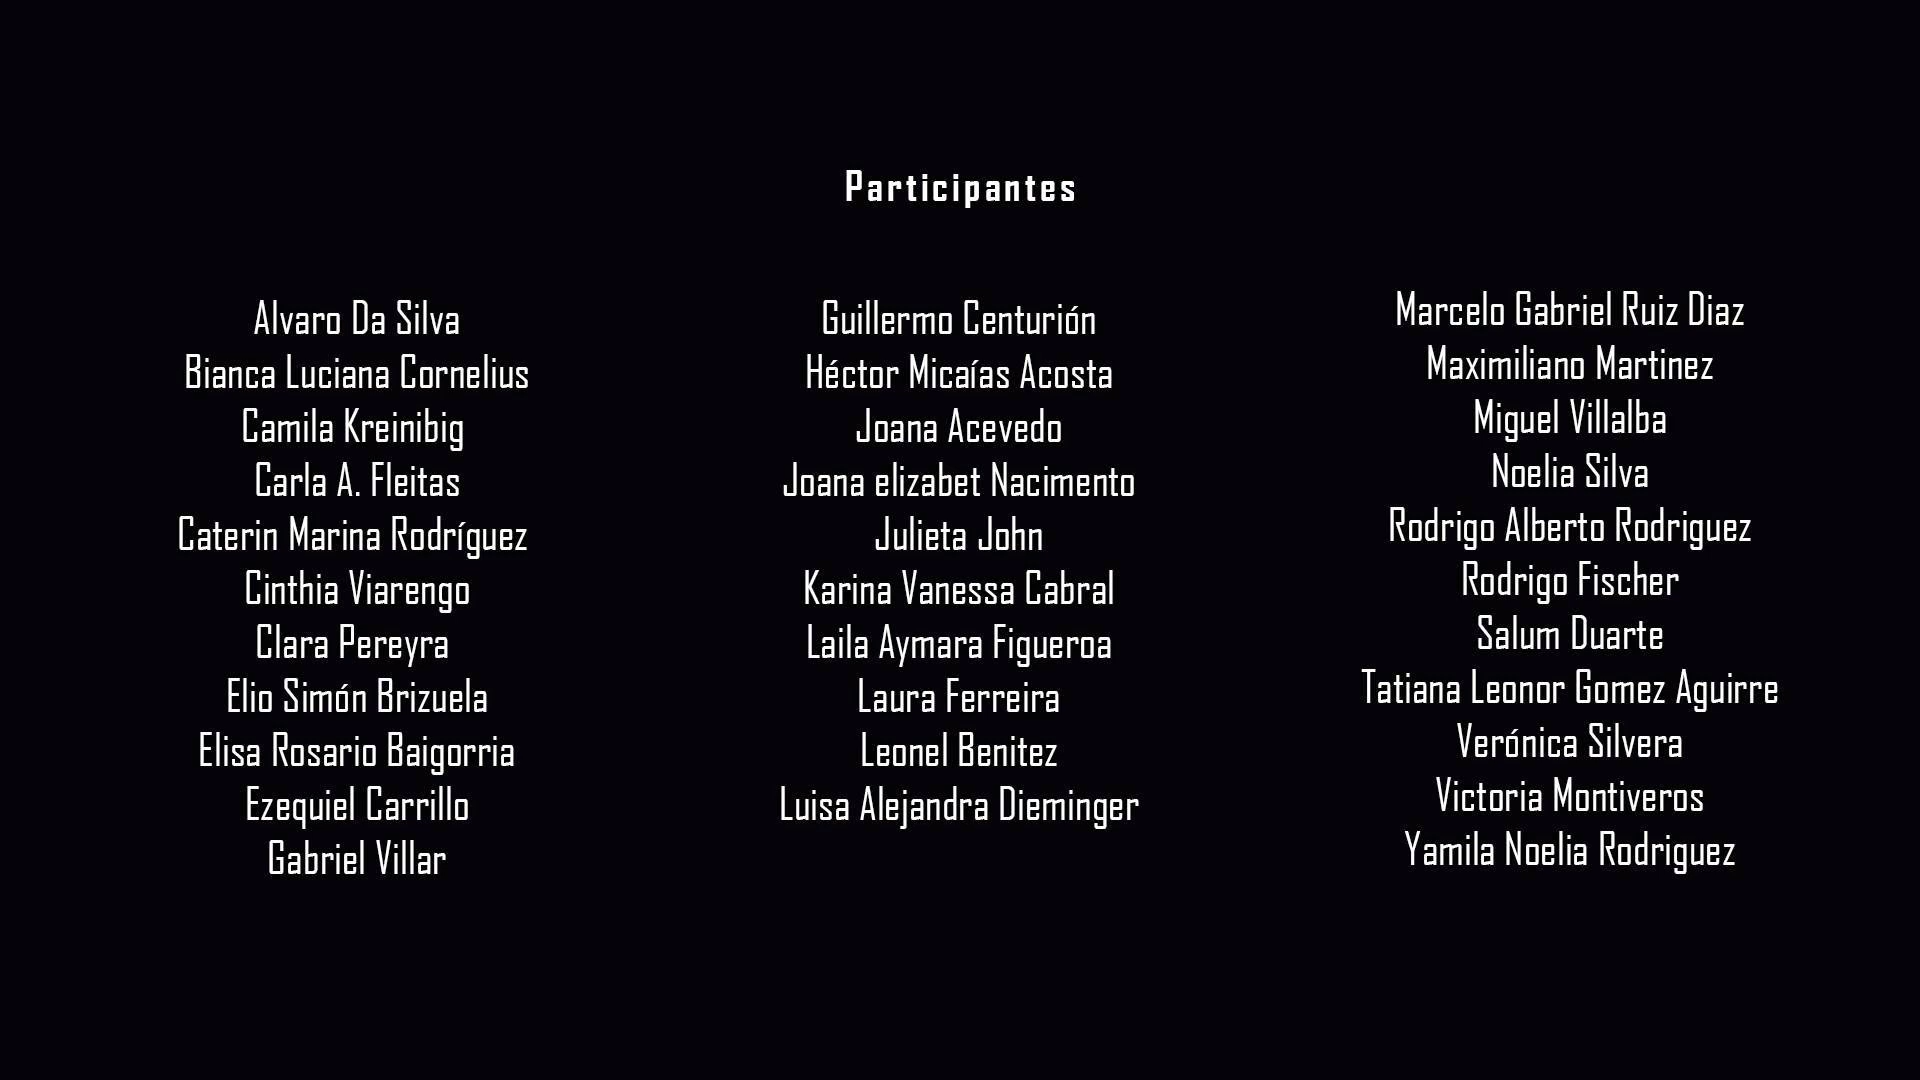 Participantes
Alvaro Da Silva
Bianca Luciana Cornelius
Camila Kreinibig
Carla A. Fleitas
Caterin Marina Rodríguez
Cinthia Viarengo
Clara Pereyra
Elio Simón Brizuela
Elisa Rosario Baigorria
Ezequiel Carrillo
Gabriel Villar
Guillermo Centurión
Héctor Micaías Acosta
Joana Acevedo
Joana elizabet Nacimento
Julieta John
Karina Vanessa Cabral
Laila Aymara Figueroa
Laura Ferreira
Leonel Benitez
Luisa Alejandra Dieminger
Marcelo Gabriel Ruiz Diaz
Maximiliano Martinez
Miguel Villalba
Noelia Silva
Rodrigo Alberto Rodriguez
Rodrigo Fischer
Salum Duarte
Tatiana Leonor Gomez Aguirre
Verónica Silvera
Victoria Montiveros
Yamila Noelia Rodriguez